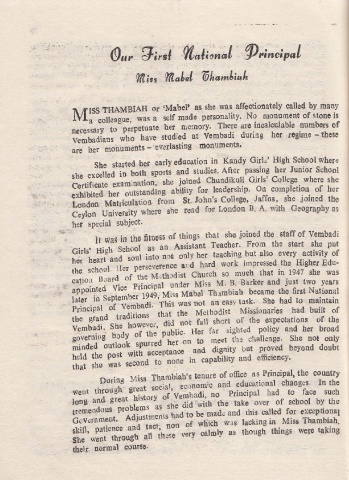 Our First National Principal
Miss Mabel Thambiah
MISS THAMBIAH or 'Mabel' as she was affectionately called by many
a colleague, was a self made personality. No monument of stone is
necessary to perpetuate her memory. There are incalculable numbers of
Vembadians who have studied at Vembadi during her regime - these
are her monuments - everlasting monuments.
She started her early education in Kandy Girls' High School where
she excelled in both sports and studies. After passing her Junior School
Certificate examination, she joined Chundikuli Girls' College where she
exhibited her outstanding ability for leadership. On completion of her
London Matriculation from St. John's College, Jaffna, she joined the
Ceylon University where she read for London B. A. with Geography as
her special subject.
It was in the fitness of things that she joined the staff of Vembadi
Girls' High School as an Assistant Teacher. From the start she put
her heart and soul into not only her teaching but also every activity of
the school. Her perseverance and hard work impressed the Higher Edu-
cation Board of the Methodist Church so much that in 1947 she was
appointed Vice Principal under Miss M. B. Barker and just two years
later in September 1949, Miss Mabel Thambiah became the first National
Principal of Vembadi. This was not an easy task. She had to maintain
the grand traditions that the Methodist Missionaries had built of
Vembadi. She however, did not fall short of the expectations of the
governing body of the public. Her far sighted policy and her broad
minded outlook spurred her on to meet the challenge. She not only
held the post with acceptance and dignity but proved beyond doubt
that she was second to none in capability and efficiency.
During Miss Thambiah's tenure of office as Principal, the country
went through great social, economic and educational changes. In the
long and great history of Vembadi, no Principal had to face such
tremendous problems as she did with the take over of school by the
Government. Adjustments had to be made and this called for exceptional
skill, patience and tact, non of which was lacking in Miss Thambiah.
She went through all these very calmly as though things were taking
their normal course.